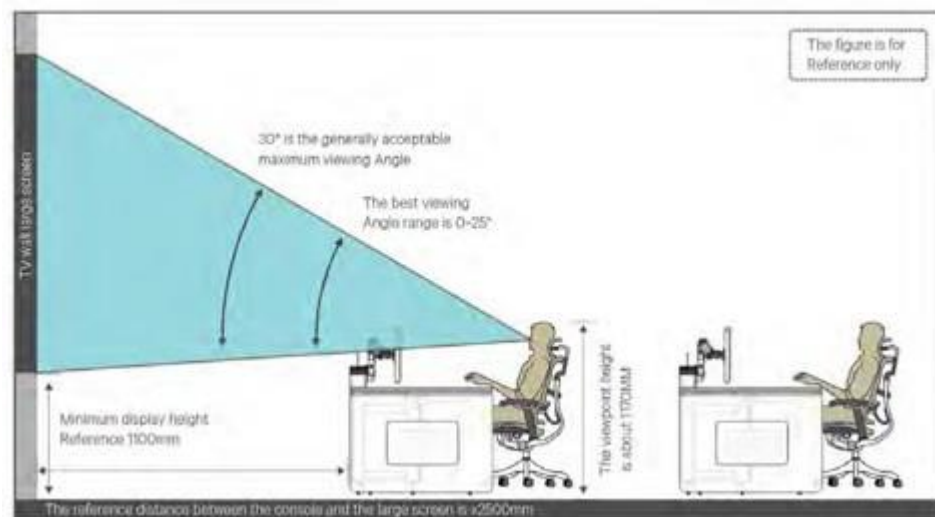 The figure is for
Reference only
30° is the generally acceptable
maximum viewing Angle
The best viewing
Angle range is 0-25°
TV wall large screen
Minimum display height
Reference 1100mm
The viewpoint height
is about 1170MM
The reference distance between the console and the large screen is ≥2500mm